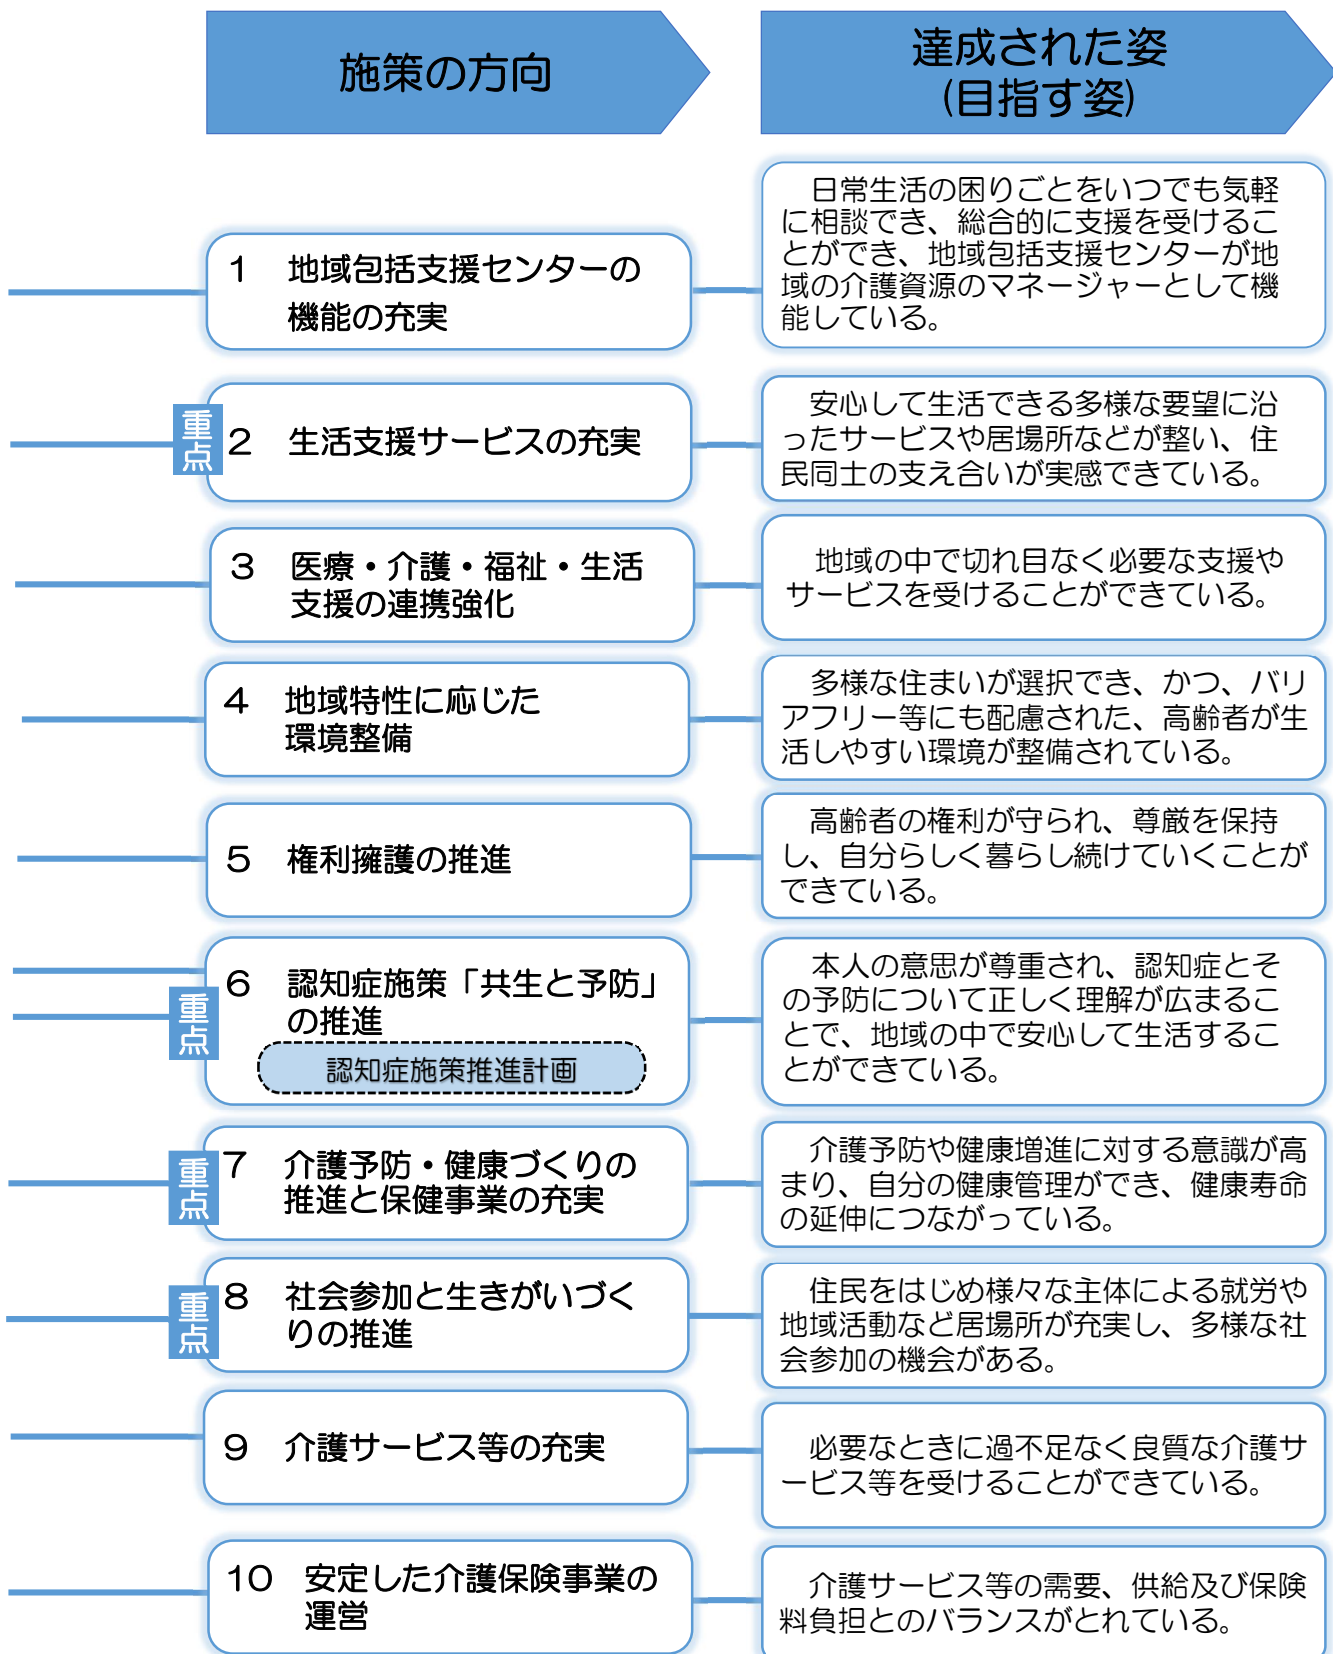 施策の方向
達成された姿
(目指す姿)
1 地域包括支援センターの
機能の充実
日常生活の困りごとをいつでも気軽
に相談でき、総合的に支援を受けるこ
とができ、地域包括支援センターが地
域の介護資源のマネージャーとして機
能している。
重点
2 生活支援サービスの充実
安心して生活できる多様な要望に沿
ったサービスや居場所などが整い、住
民同士の支え合いが実感できている。
3 医療・介護・福祉・生活
支援の連携強化
地域の中で切れ目なく必要な支援や
サービスを受けることができている。
4 地域特性に応じた
環境整備
多様な住まいが選択でき、かつ、バリ
アフリー等にも配慮された、高齢者が生
活しやすい環境が整備されている。
5 権利擁護の推進
高齢者の権利が守られ、尊厳を保持
し、自分らしく暮らし続けていくことが
できている。
重点
6 認知症施策「共生と予防」
の推進
認知症施策推進計画
本人の意思が尊重され、認知症とそ
の予防について正しく理解が広まるこ
とで、地域の中で安心して生活するこ
とができている。
重点
7 介護予防・健康づくりの
推進と保健事業の充実
介護予防や健康増進に対する意識が高
まり、自分の健康管理ができ、健康寿命
の延伸につながっている。
重点
8 社会参加と生きがいづく
りの推進
住民をはじめ様々な主体による就労や
地域活動など居場所が充実し、多様な社
会参加の機会がある。
9 介護サービス等の充実
必要なときに過不足なく良質な介護サ
ービス等を受けることができている。
10 安定した介護保険事業の
運営
介護サービス等の需要、供給及び保険
料負担とのバランスがとれている。